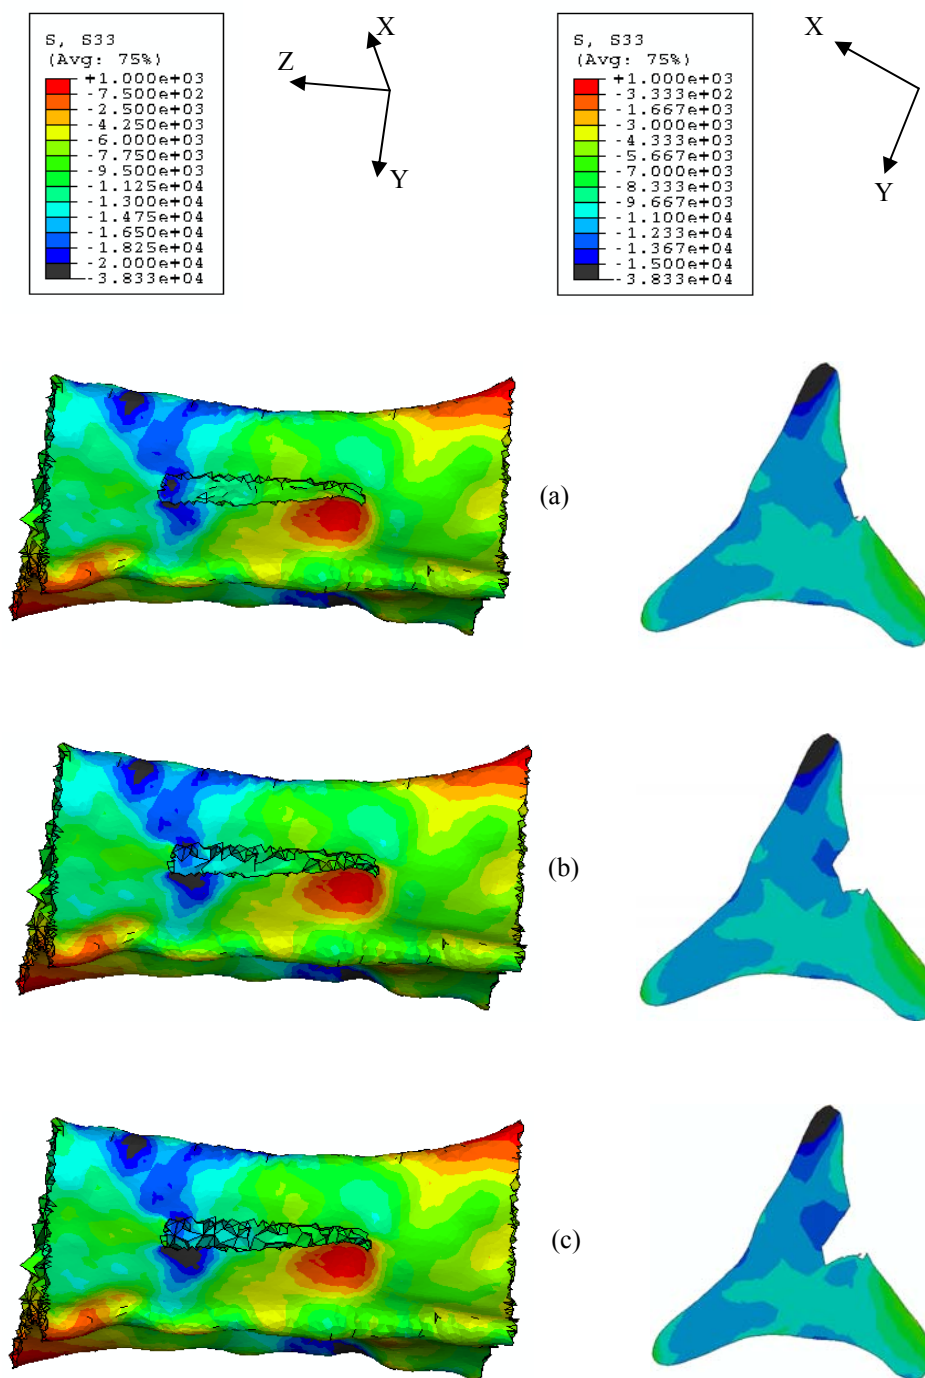 S, S33
(Avg: 75%)
+1.000e+03
-7.500e+02
-2.500e+03
-4.250e+03
-6.000e+03
-7.750e+03
-9.500e+03
-1.125e+04
-1.300e+04
-1.475e+04
-1.650e+04
-1.825e+04
-2.000e+04
-3.833e+04
X
Z
Y
S, S33
(Avg: 75%)
+1.000e+03
-3.333e+02
-1.667e+03
-3.000e+03
-5.667e+03
-7.000e+03
-8.333e+03
-9.667e+03
-1.100e+04
-1.233e+04
-1.367e+04
-1.500e+04
-3.833e+04
X
Y
(a)
(b)
(c)